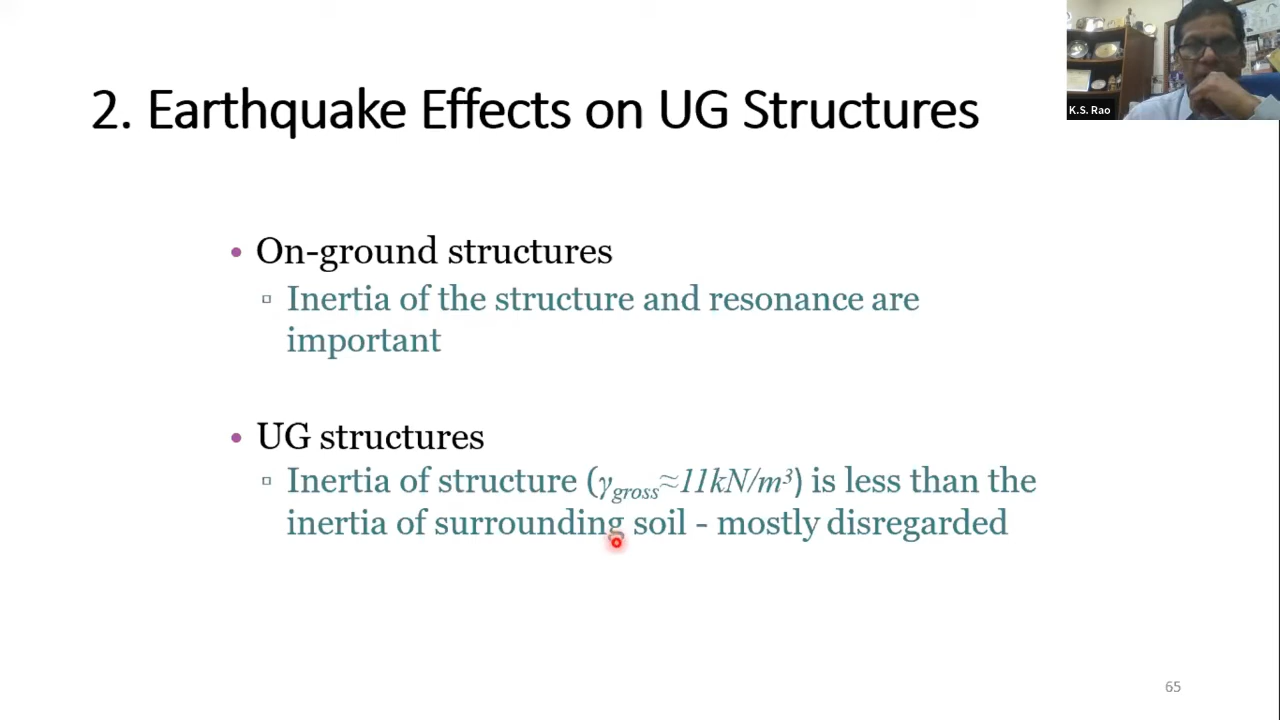 K.S. Rao
2. Earthquake Effects on UG Structures
• On-ground structures
▫ Inertia of the structure and resonance are
important
• UG structures
▫ Inertia of structure (γgross≈11kN/m³) is less than the
inertia of surrounding soil - mostly disregarded
65